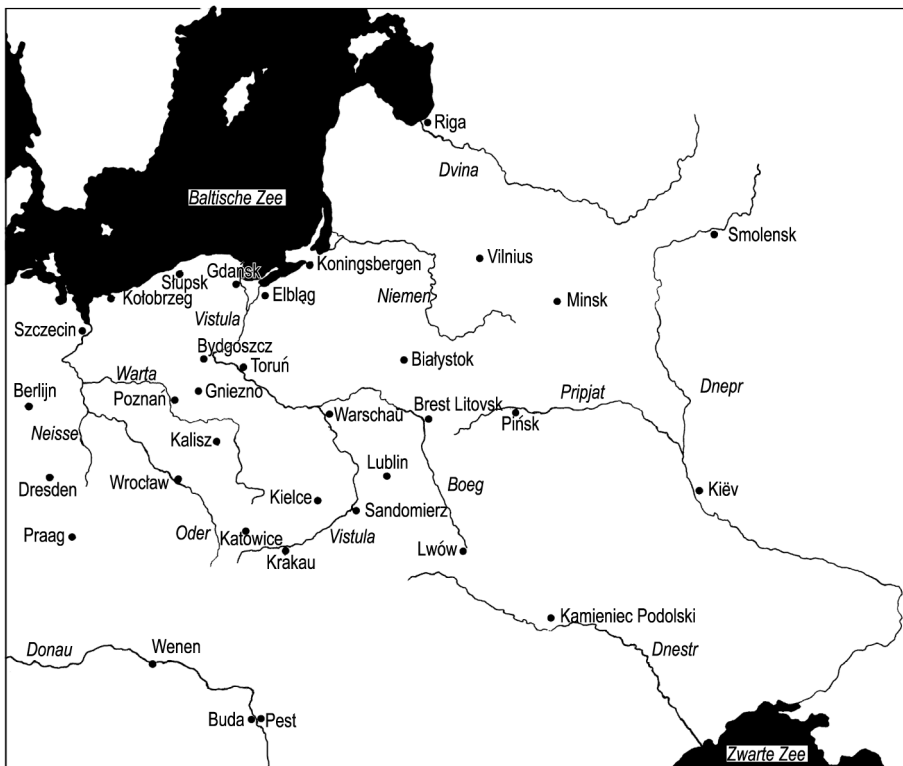 Riga
Dvina
Baltische Zee
Smolensk
Vilnius
Koningsbergen
Gdańsk
Słupsk
Elbląg
Niemen
Kołobrzeg
Minsk
Vistula
Szczecin
Bydgoszcz
Toruń
Białystok
Warta
Gniezno
Berlijn
Poznań
Pripjat
Dnepr
Warschau
Brest Litovsk
Pińsk
Neisse
Kalisz
Lublin
Dresden
Wrocław
Boeg
Kiëv
Kielce
Sandomierz
Praag
Oder
Katowice
Vistula
Krakau
Lwów
Kamieniec Podolski
Donau
Wenen
Dnestr
Buda
Pest
Zwarte Zee